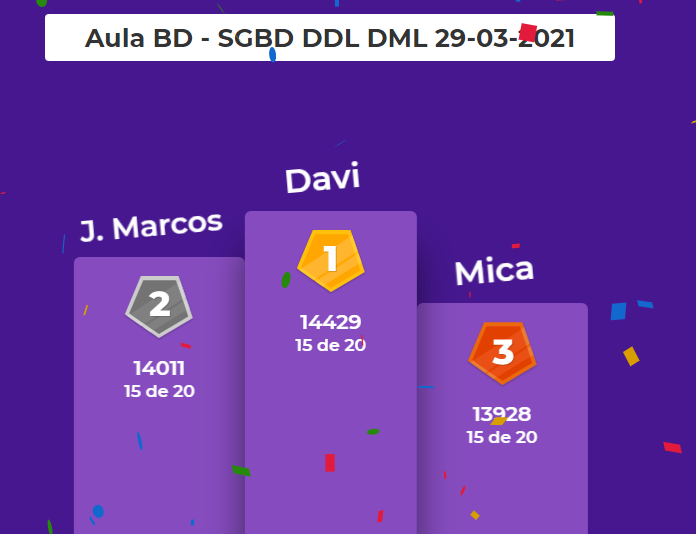 Aula BD - SGBD DDL DML 29-03-2021
Davi
1
14429
15 de 20
J. Marcos
2
14011
15 de 20
Mica
3
13928
15 de 20